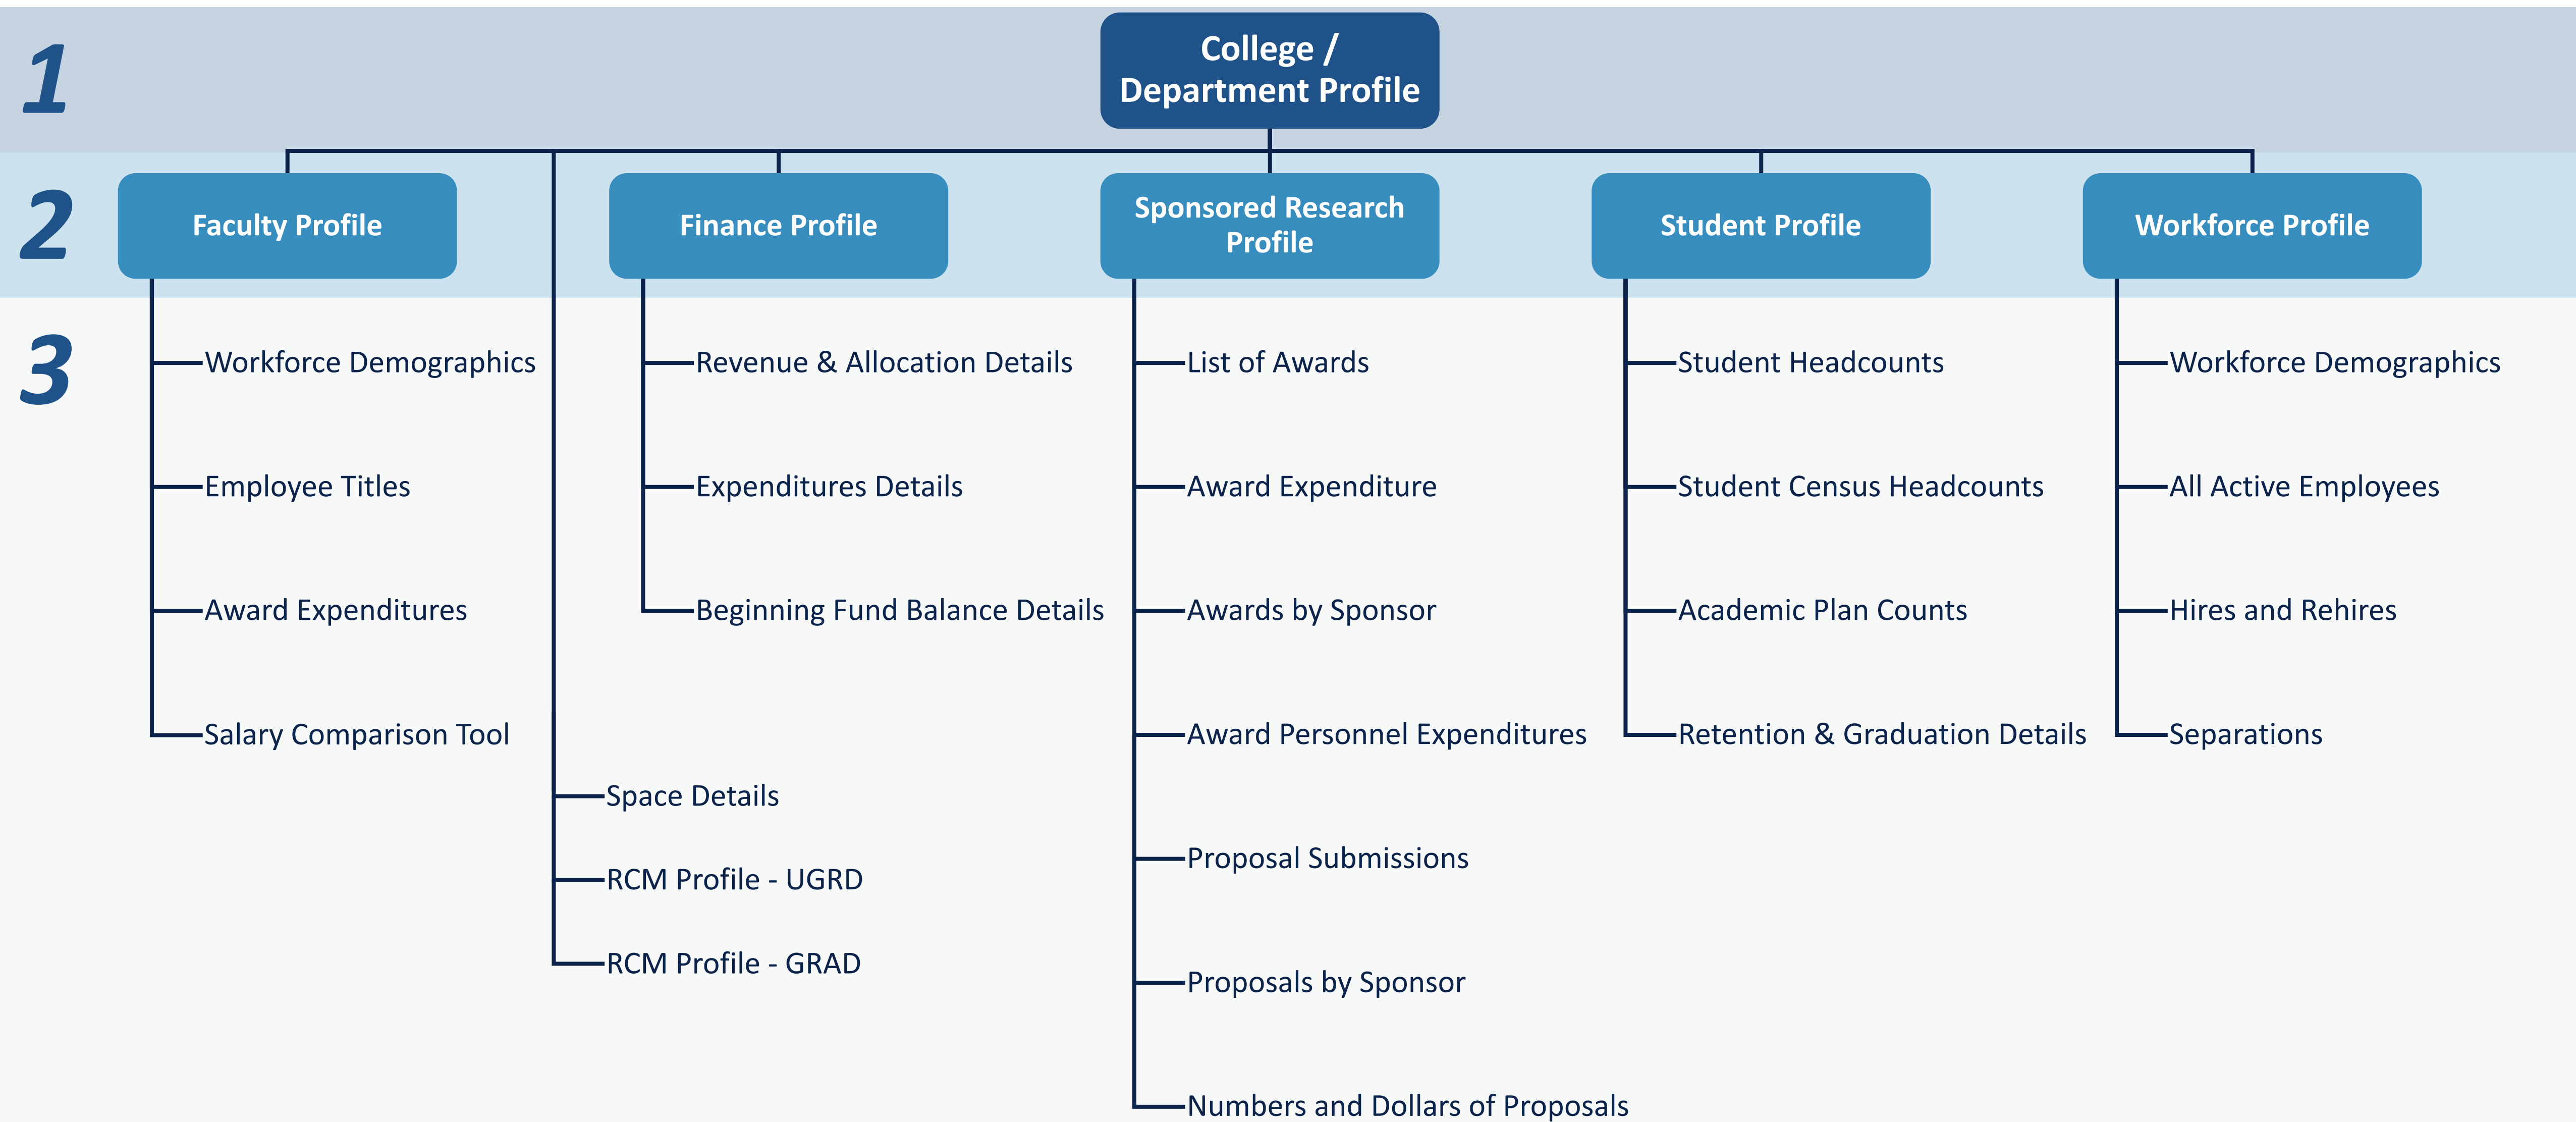 1
College /
Department Profile
2
Faculty Profile
Finance Profile
Sponsored Research
Profile
Student Profile
Workforce Profile
3
Workforce Demographics
Employee Titles
Award Expenditures
Salary Comparison Tool
Space Details
RCM Profile - UGRD
RCM Profile - GRAD
Revenue & Allocation Details
Expenditures Details
Beginning Fund Balance Details
List of Awards
Award Expenditure
Awards by Sponsor
Award Personnel Expenditures
Proposal Submissions
Proposals by Sponsor
Numbers and Dollars of Proposals
Student Headcounts
Student Census Headcounts
Academic Plan Counts
Retention & Graduation Details
Workforce Demographics
All Active Employees
Hires and Rehires
Separations